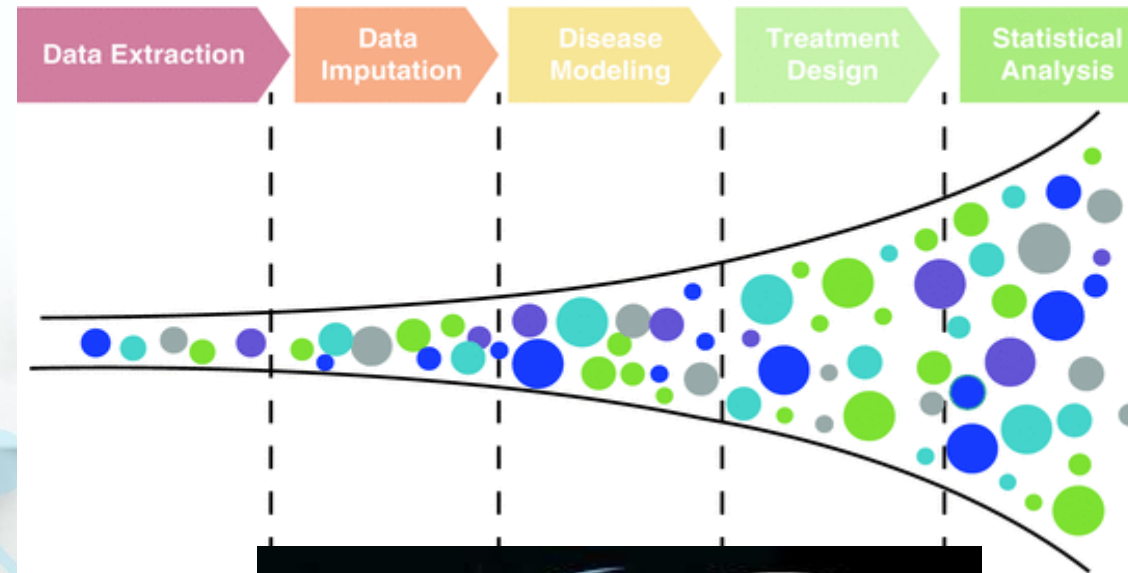 Data Extraction
Data
Imputation
Disease
Modeling
Treatment
Design
Statistical
Analysis